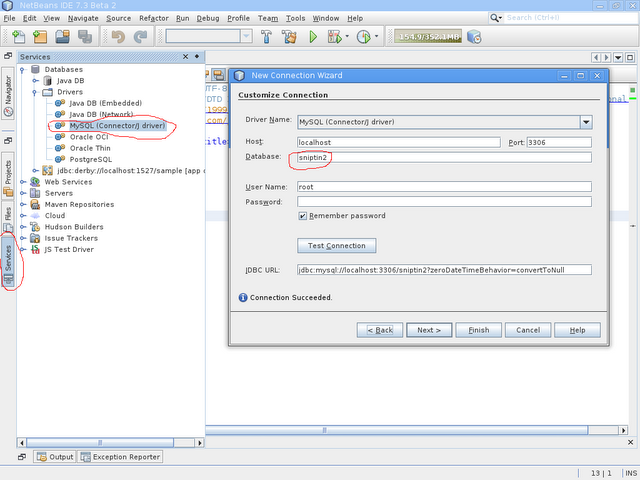 NetBeans IDE 7.3 Beta 2
File Edit View Navigate Source Refactor Run Debug Profile Team Tools Window Help
Search (Ctrl+I)
154.9/352.1MB
Services
Databases
Java DB
Drivers
Java DB (Embedded)
Java DB (Network)
MySQL (Connector/J driver)
Oracle OCI
Oracle Thin
PostgreSQL
jdbc:derby://localhost:1527/sample [app
Web Services
Servers
Maven Repositories
Cloud
Hudson Builders
Issue Trackers
JS Test Driver
Navigator
Projects
Files
Services
New Connection Wizard
Customize Connection
Driver Name: MySQL (Connector/J driver)
Host: localhost Port: 3306
Database: sniptin2
User Name: root
Password:
Remember password
Test Connection
JDBC URL: jdbc:mysql://localhost:3306/sniptin2?zeroDateTimeBehavior=convertToNull
Connection Succeeded.
< Back Next > Finish Cancel Help
Output Exception Reporter
13 | 1 INS